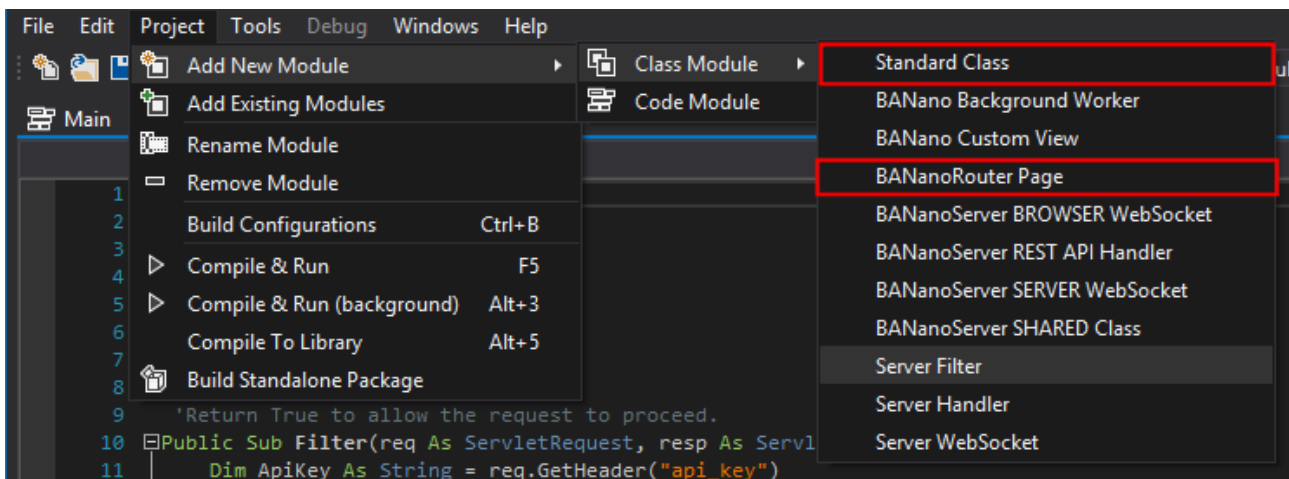 File Edit Project Tools Debug Windows Help
Add New Module
Add Existing Modules
Rename Module
Remove Module
Build Configurations Ctrl+B
Compile & Run F5
Compile & Run (background) Alt+3
Compile To Library Alt+5
Build Standalone Package
Class Module
Code Module
Standard Class
BANano Background Worker
BANano Custom View
BANanoRouter Page
BANanoServer BROWSER WebSocket
BANanoServer REST API Handler
BANanoServer SERVER WebSocket
BANanoServer SHARED Class
Server Filter
Server Handler
Server WebSocket
Main
1
2
3
4
5
6
7
8
9 'Return True to allow the request to proceed.
10 Public Sub Filter(req As ServletRequest, resp As Servl
11 Dim ApiKey As String = req.GetHeader("api_key")